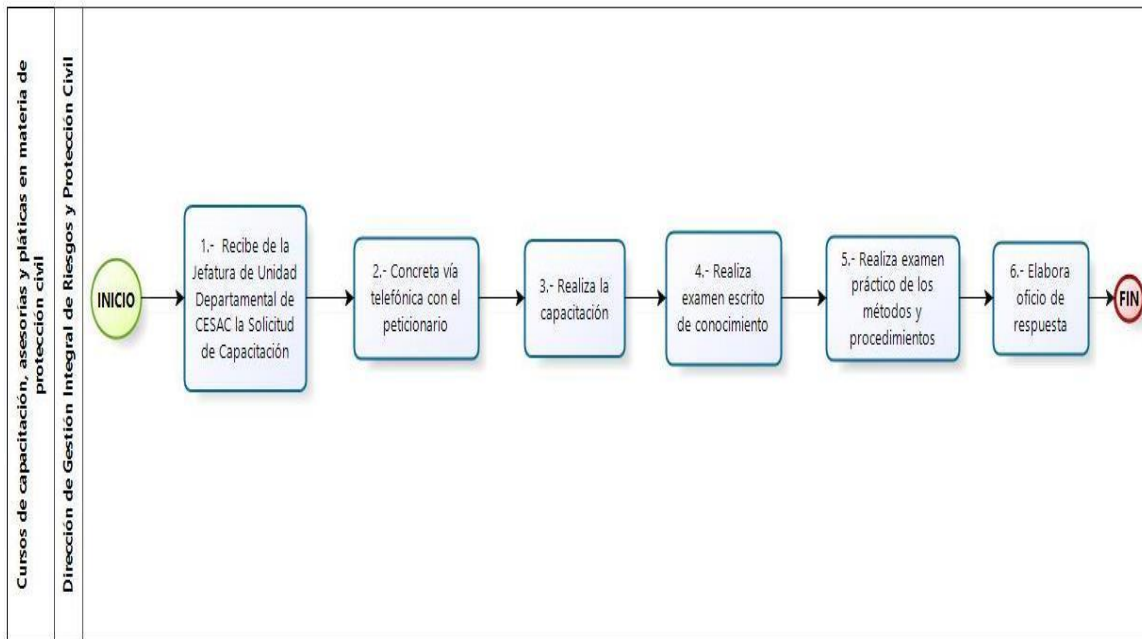 Cursos de capacitación, asesorías y pláticas en materia de
protección civil
Dirección de Gestión Integral de Riesgos y Protección Civil
INICIO
1.- Recibe de la
Jefatura de Unidad
Departamental de
CESAC la Solicitud
de Capacitación
2.- Concreta vía
telefónica con el
peticionario
3.- Realiza la
capacitación
4.- Realiza
examen escrito
de conocimiento
5.- Realiza examen
práctico de los
métodos y
procedimientos
6.- Elabora
oficio de
respuesta
FIN